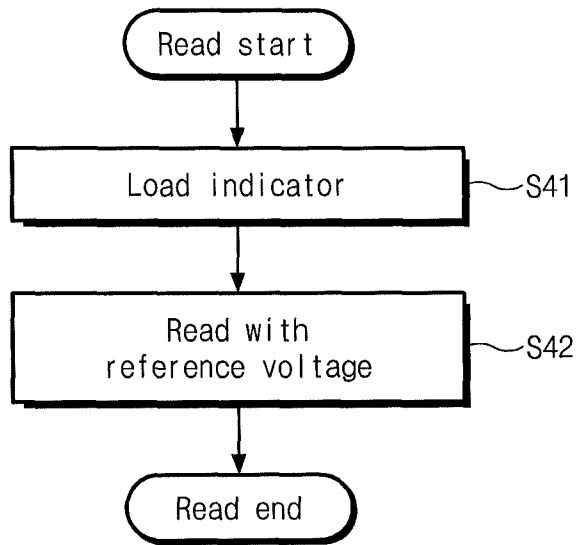 Read start
Load indicator
S41
Read with
reference voltage
S42
Read end